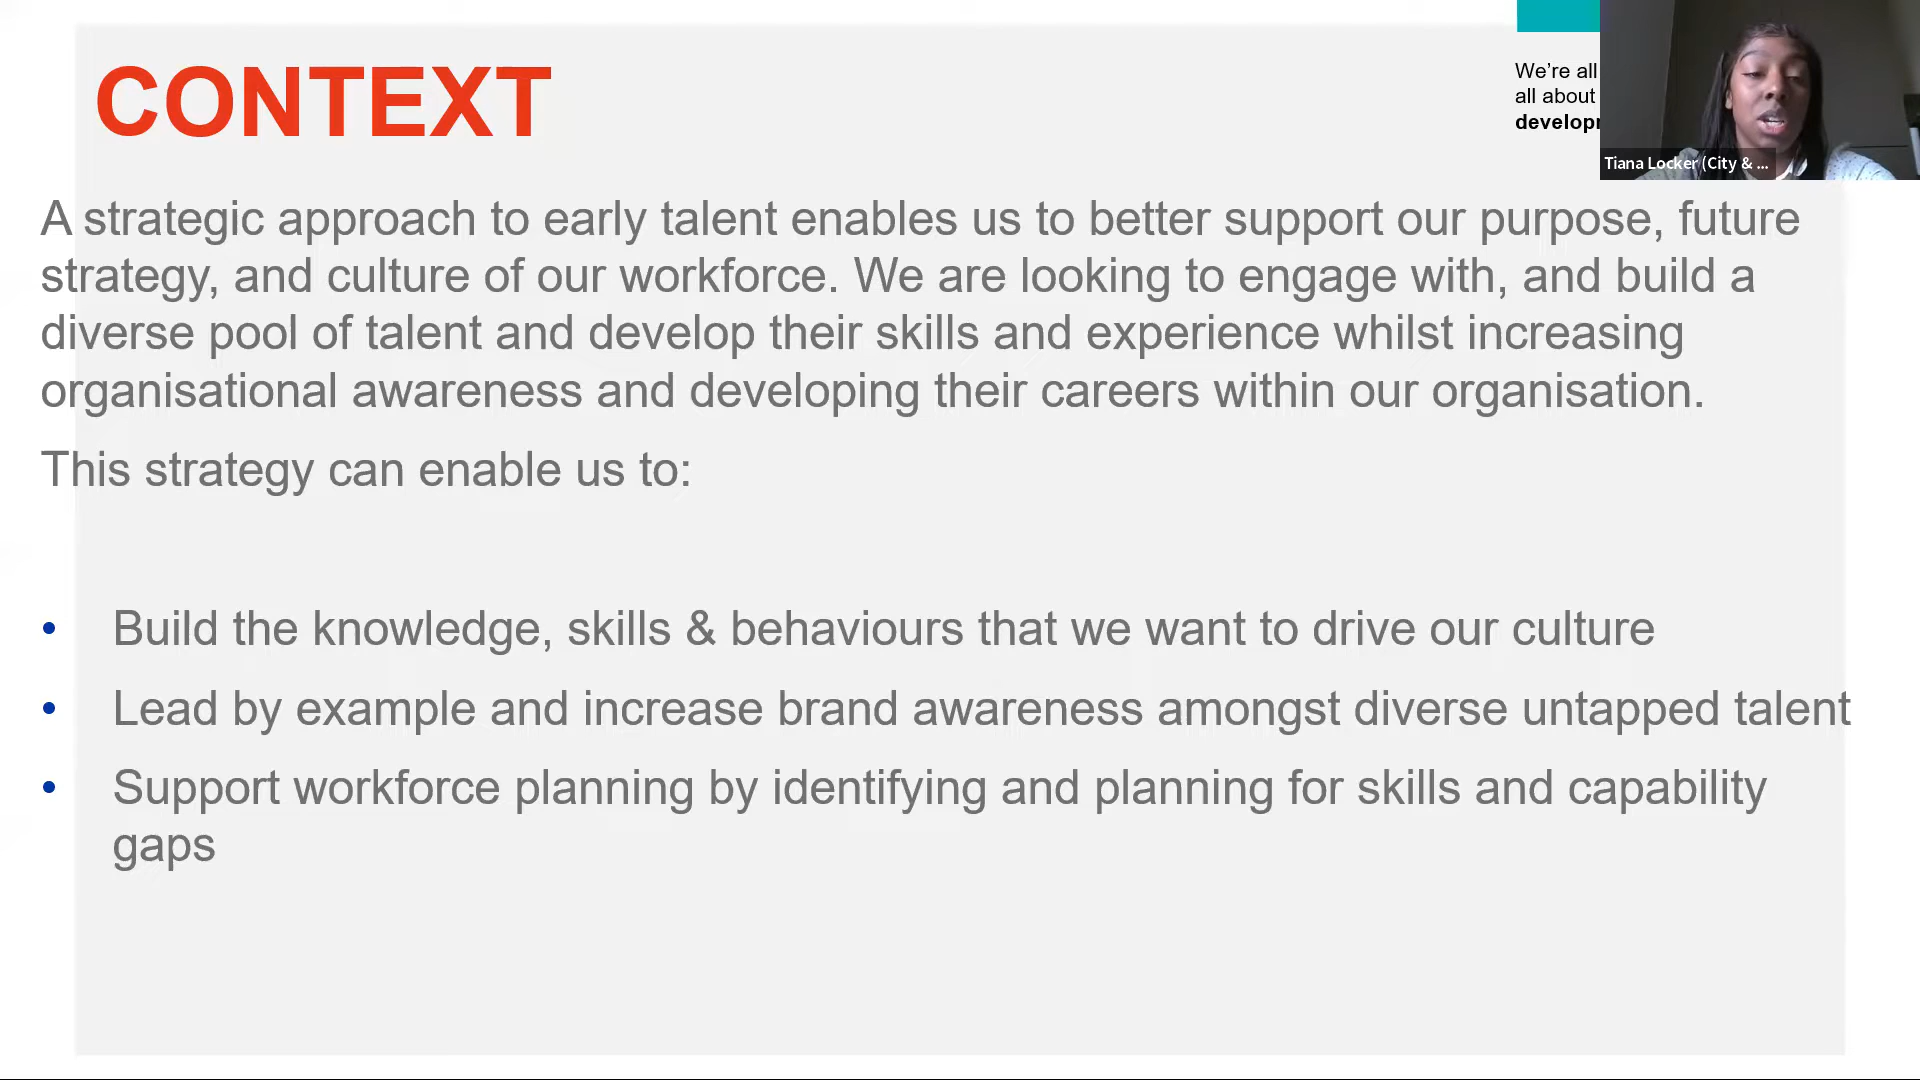 CONTEXT
We’re all
all about
Tiana Locker (City & ...
A strategic approach to early talent enables us to better support our purpose, future
strategy, and culture of our workforce. We are looking to engage with, and build a
diverse pool of talent and develop their skills and experience whilst increasing
organisational awareness and developing their careers within our organisation.
This strategy can enable us to:
• Build the knowledge, skills & behaviours that we want to drive our culture
• Lead by example and increase brand awareness amongst diverse untapped talent
• Support workforce planning by identifying and planning for skills and capability
gaps